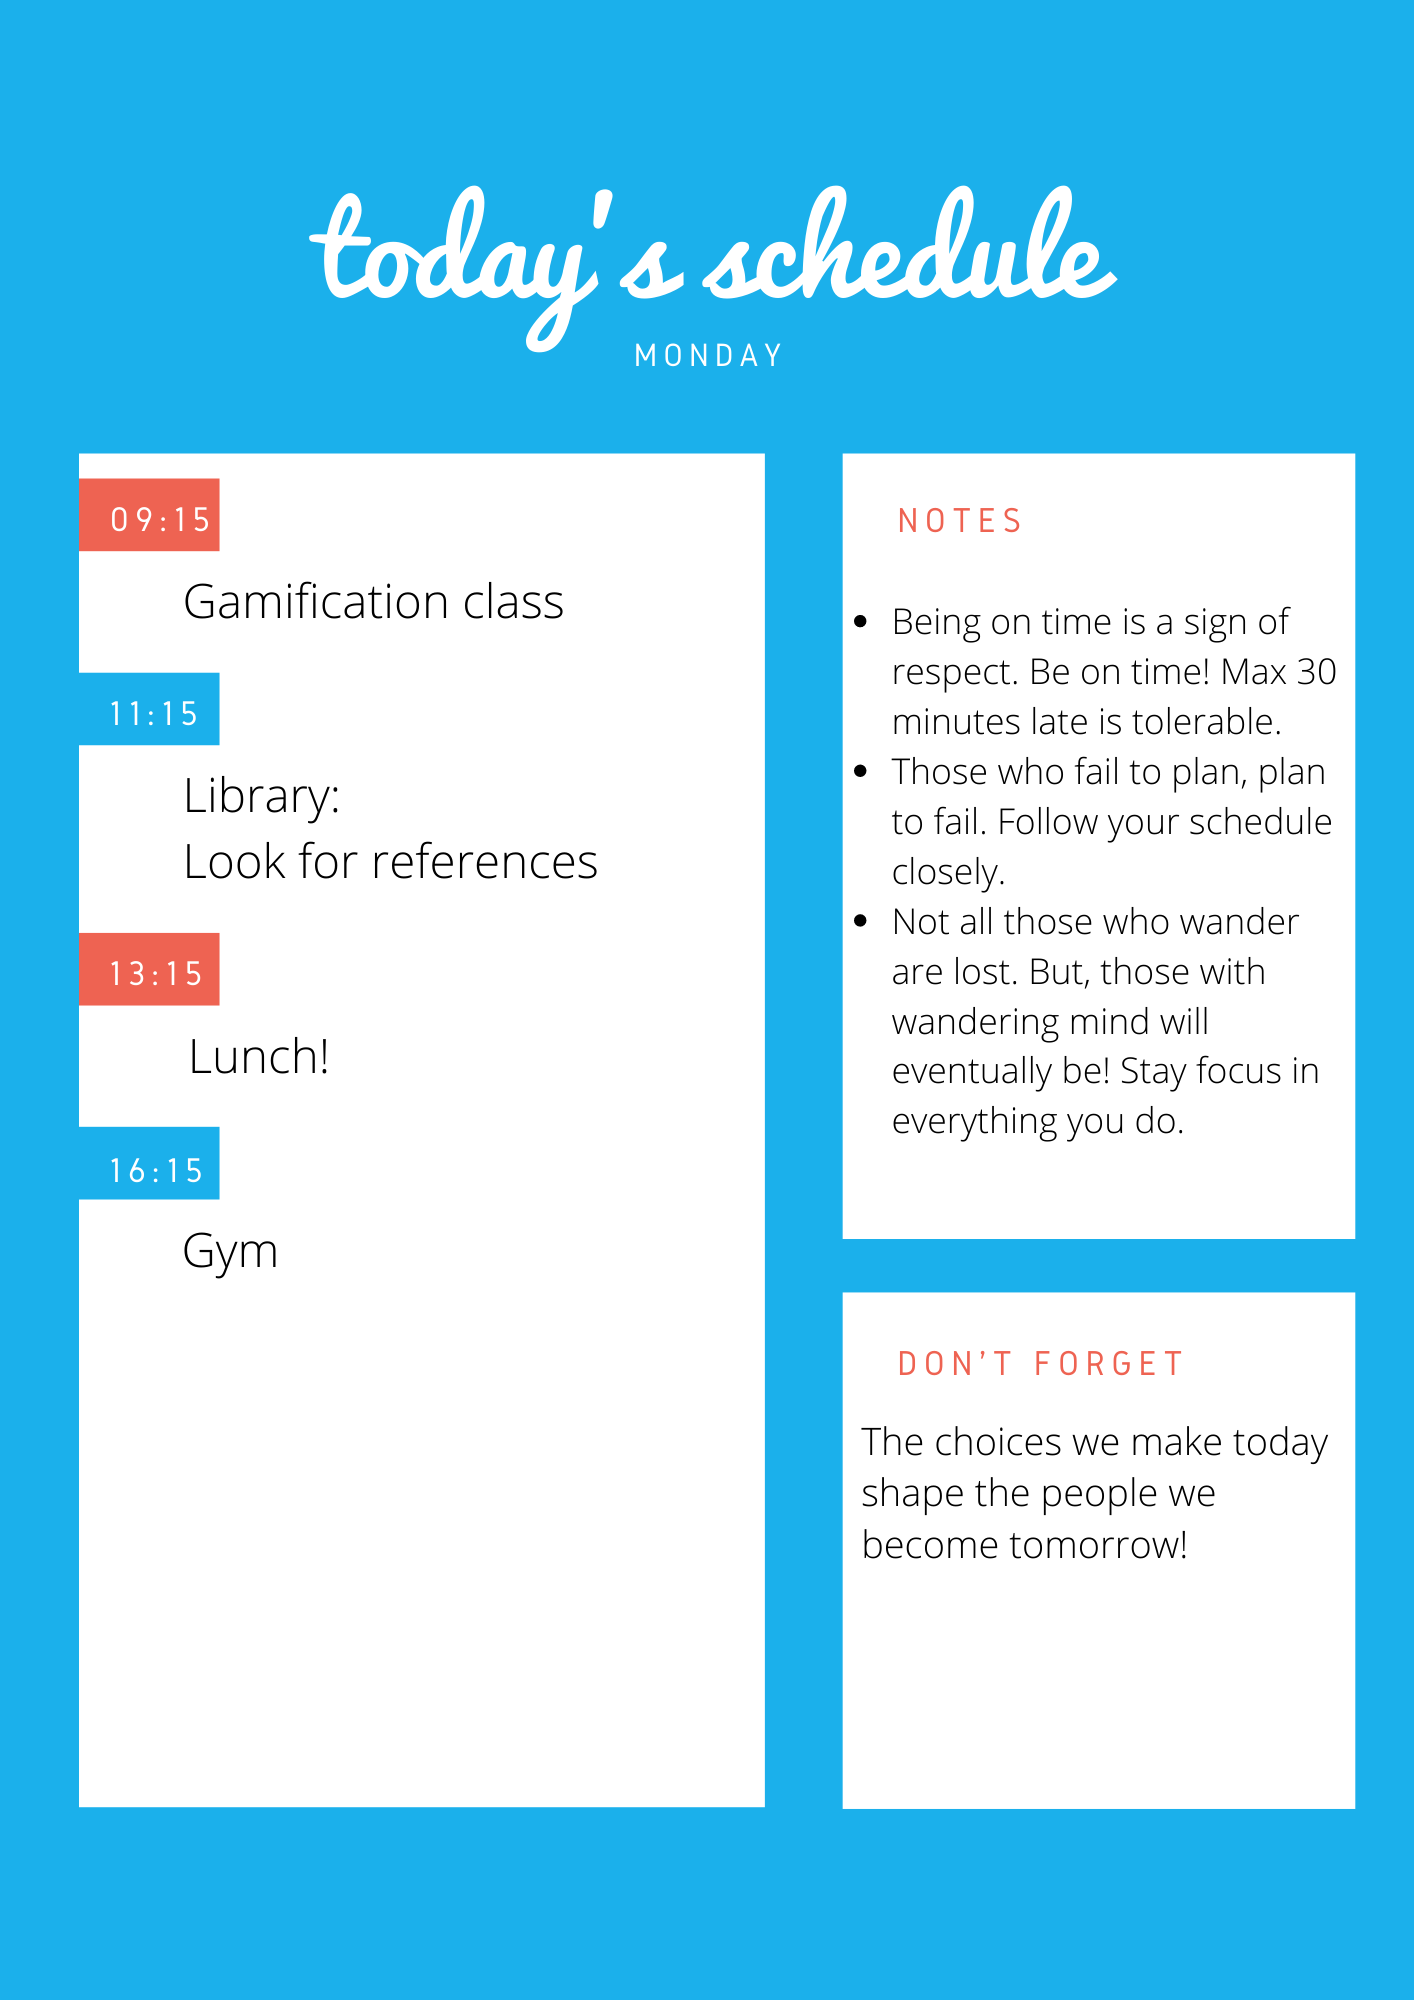 today's schedule
MONDAY
09:15
Gamification class
11:15
Library:
Look for references
13:15
Lunch!
16:15
Gym
NOTES
• Being on time is a sign of
respect. Be on time! Max 30
minutes late is tolerable.
• Those who fail to plan, plan
to fail. Follow your schedule
closely.
• Not all those who wander
are lost. But, those with
wandering mind will
eventually be! Stay focus in
everything you do.
DON'T FORGET
The choices we make today
shape the people we
become tomorrow!